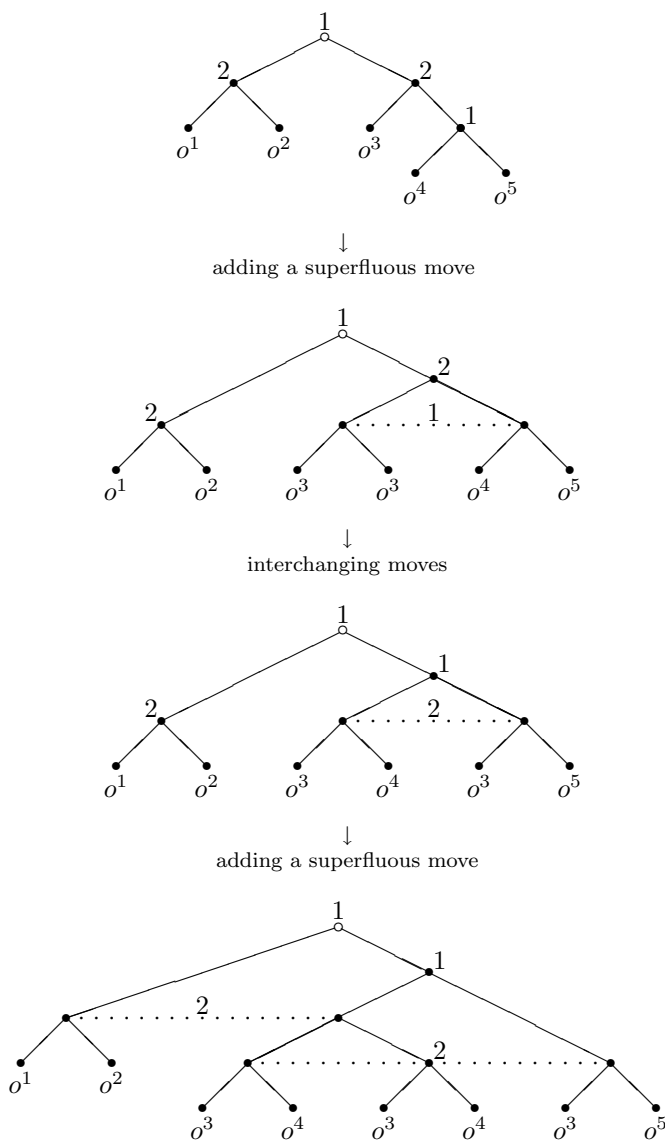 1
2 2
1
o¹ o² o³
o⁴ o⁵
↓
adding a superfluous move
1
2
2 1
o¹ o² o³ o³ o⁴ o⁵
↓
interchanging moves
1
1
2 2
o¹ o² o³ o⁴ o³ o⁵
↓
adding a superfluous move
1
1
2
2
o¹ o²
o³ o⁴ o³ o⁴ o³ o⁵